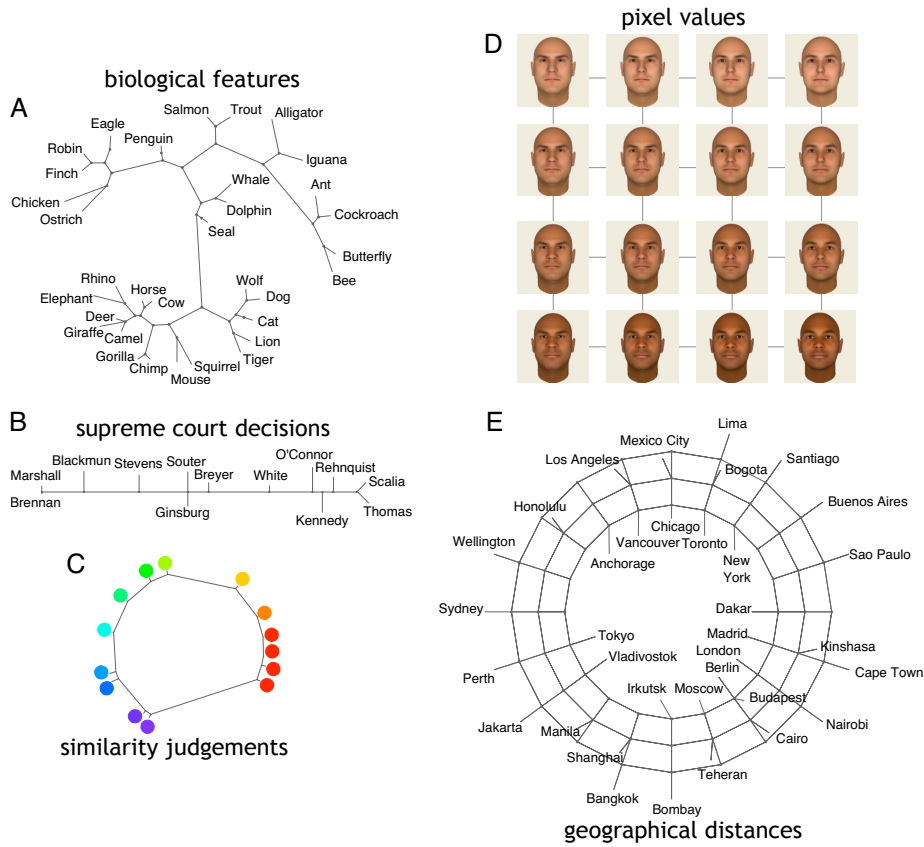 A
biological features
Salmon
Trout
Alligator
Eagle
Penguin
Robin
Finch
Iguana
Chicken
Ostrich
Whale
Dolphin
Seal
Ant
Cockroach
Butterfly
Bee
Rhino
Horse
Elephant
Cow
Deer
Giraffe
Camel
Gorilla
Chimp
Mouse
Squirrel
Wolf
Dog
Cat
Lion
Tiger
B
supreme court decisions
Marshall
Blackmun
Stevens
Souter
Breyer
White
O'Connor
Rehnquist
Scalia
Brennan
Ginsburg
Kennedy
Thomas
C
similarity judgements
D
pixel values
E
Lima
Mexico City
Los Angeles
Bogota
Santiago
Honolulu
Buenos Aires
Chicago
Vancouver
Toronto
Anchorage
New
York
Wellington
Sao Paulo
Sydney
Dakar
Tokyo
Madrid
Kinshasa
Vladivostok
London
Cape Town
Perth
Berlin
Irkutsk
Moscow
Budapest
Jakarta
Manila
Nairobi
Shanghai
Cairo
Teheran
Bangkok
Bombay
geographical distances